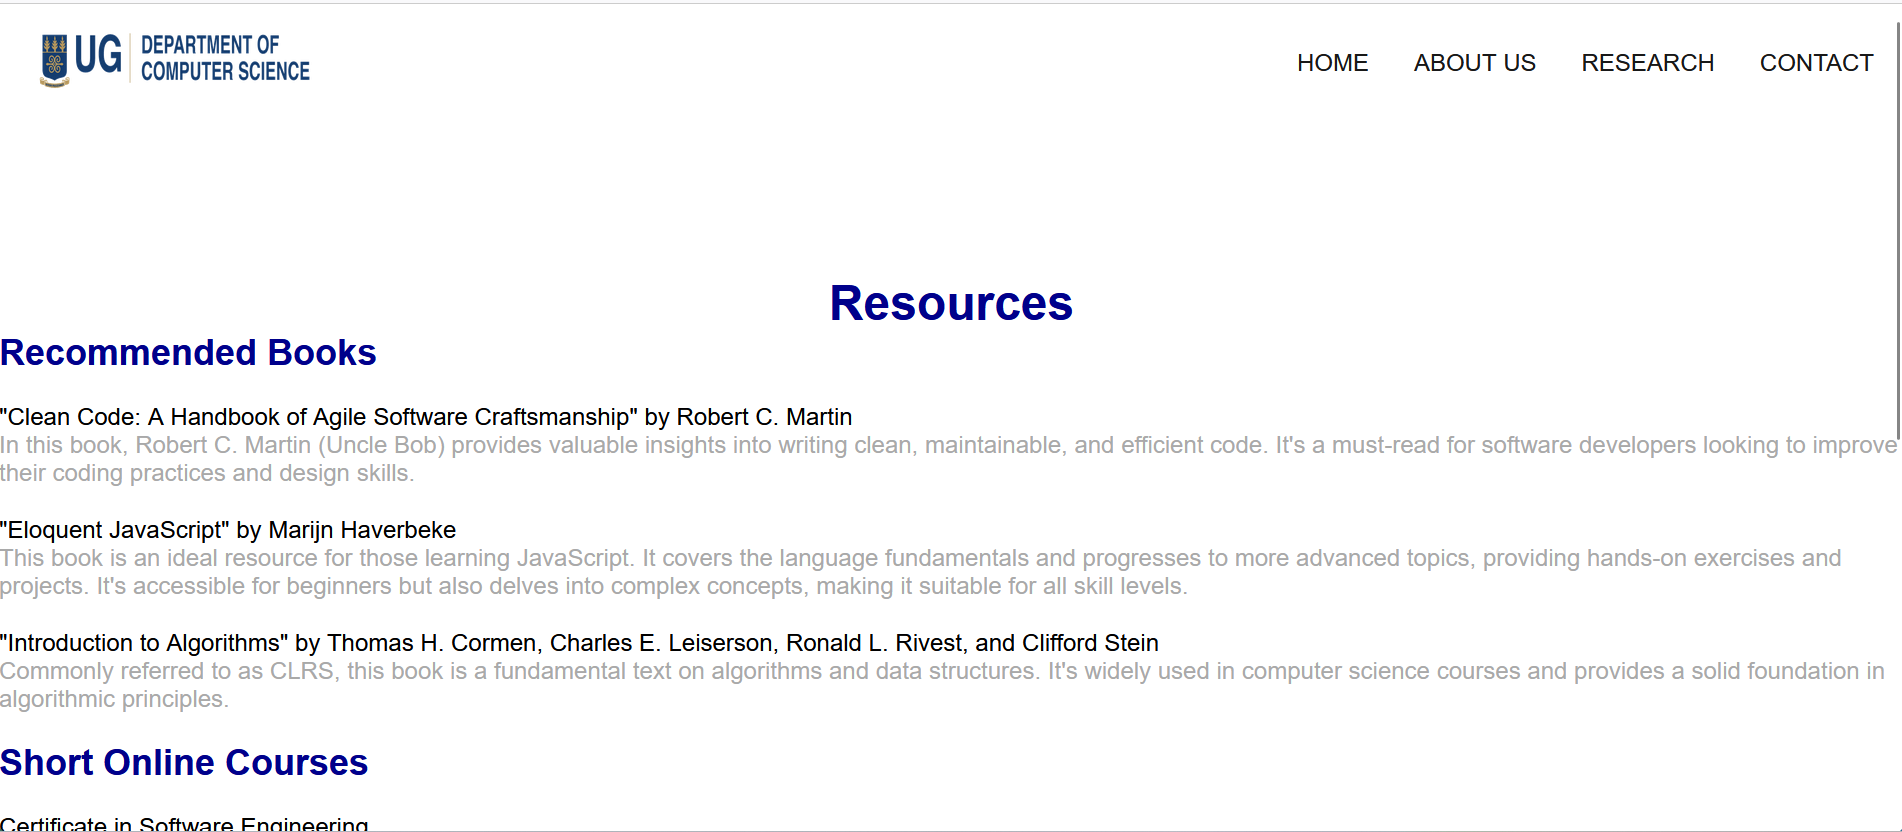 UG
DEPARTMENT OF
COMPUTER SCIENCE
HOME ABOUT US RESEARCH CONTACT
Resources
Recommended Books
"Clean Code: A Handbook of Agile Software Craftsmanship" by Robert C. Martin
In this book, Robert C. Martin (Uncle Bob) provides valuable insights into writing clean, maintainable, and efficient code. It's a must-read for software developers looking to improve
their coding practices and design skills.
"Eloquent JavaScript" by Marijn Haverbeke
This book is an ideal resource for those learning JavaScript. It covers the language fundamentals and progresses to more advanced topics, providing hands-on exercises and
projects. It's accessible for beginners but also delves into complex concepts, making it suitable for all skill levels.
"Introduction to Algorithms" by Thomas H. Cormen, Charles E. Leiserson, Ronald L. Rivest, and Clifford Stein
Commonly referred to as CLRS, this book is a fundamental text on algorithms and data structures. It's widely used in computer science courses and provides a solid foundation in
algorithmic principles.
Short Online Courses
Certificate in Software Engineering